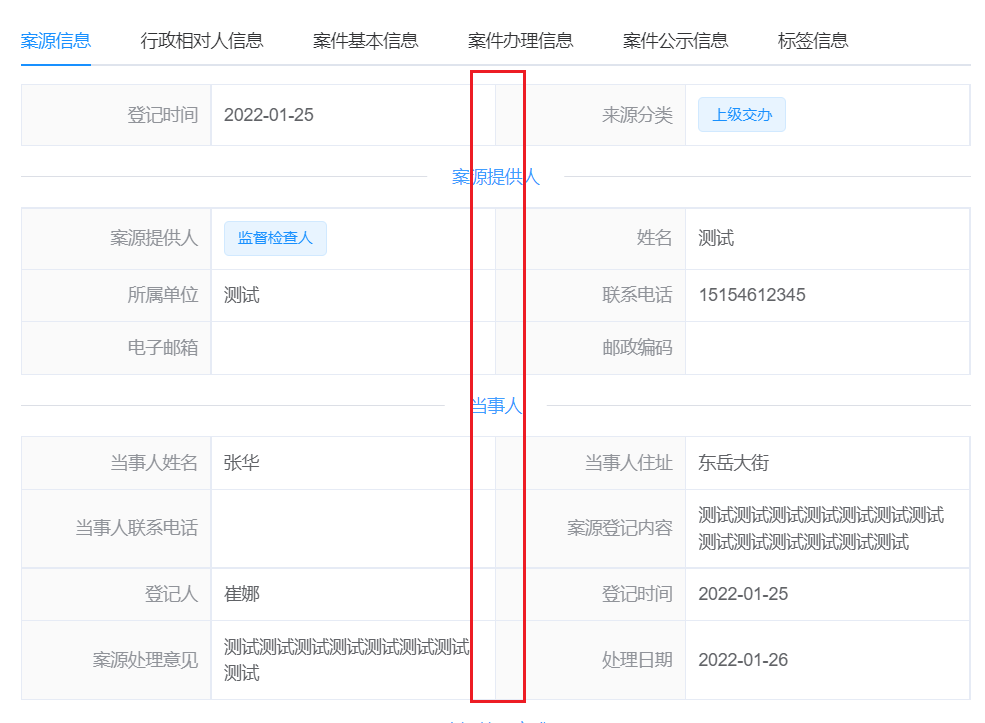 案源信息 行政相对人信息 案件基本信息 案件办理信息 案件公示信息 标签信息
登记时间 2022-01-25 来源分类 上级交办
案源提供人
案源提供人 监督检查人 姓名 测试
所属单位 测试 联系电话 15154612345
电子邮箱 邮政编码
当事人
当事人姓名 张华 当事人住址 东岳大街
当事人联系电话 案源登记内容 测试测试测试测试测试测试测试
测试测试测试测试测试测试
登记人 崔娜 登记时间 2022-01-25
案源处理意见 测试测试测试测试测试测试测试
测试 处理日期 2022-01-26